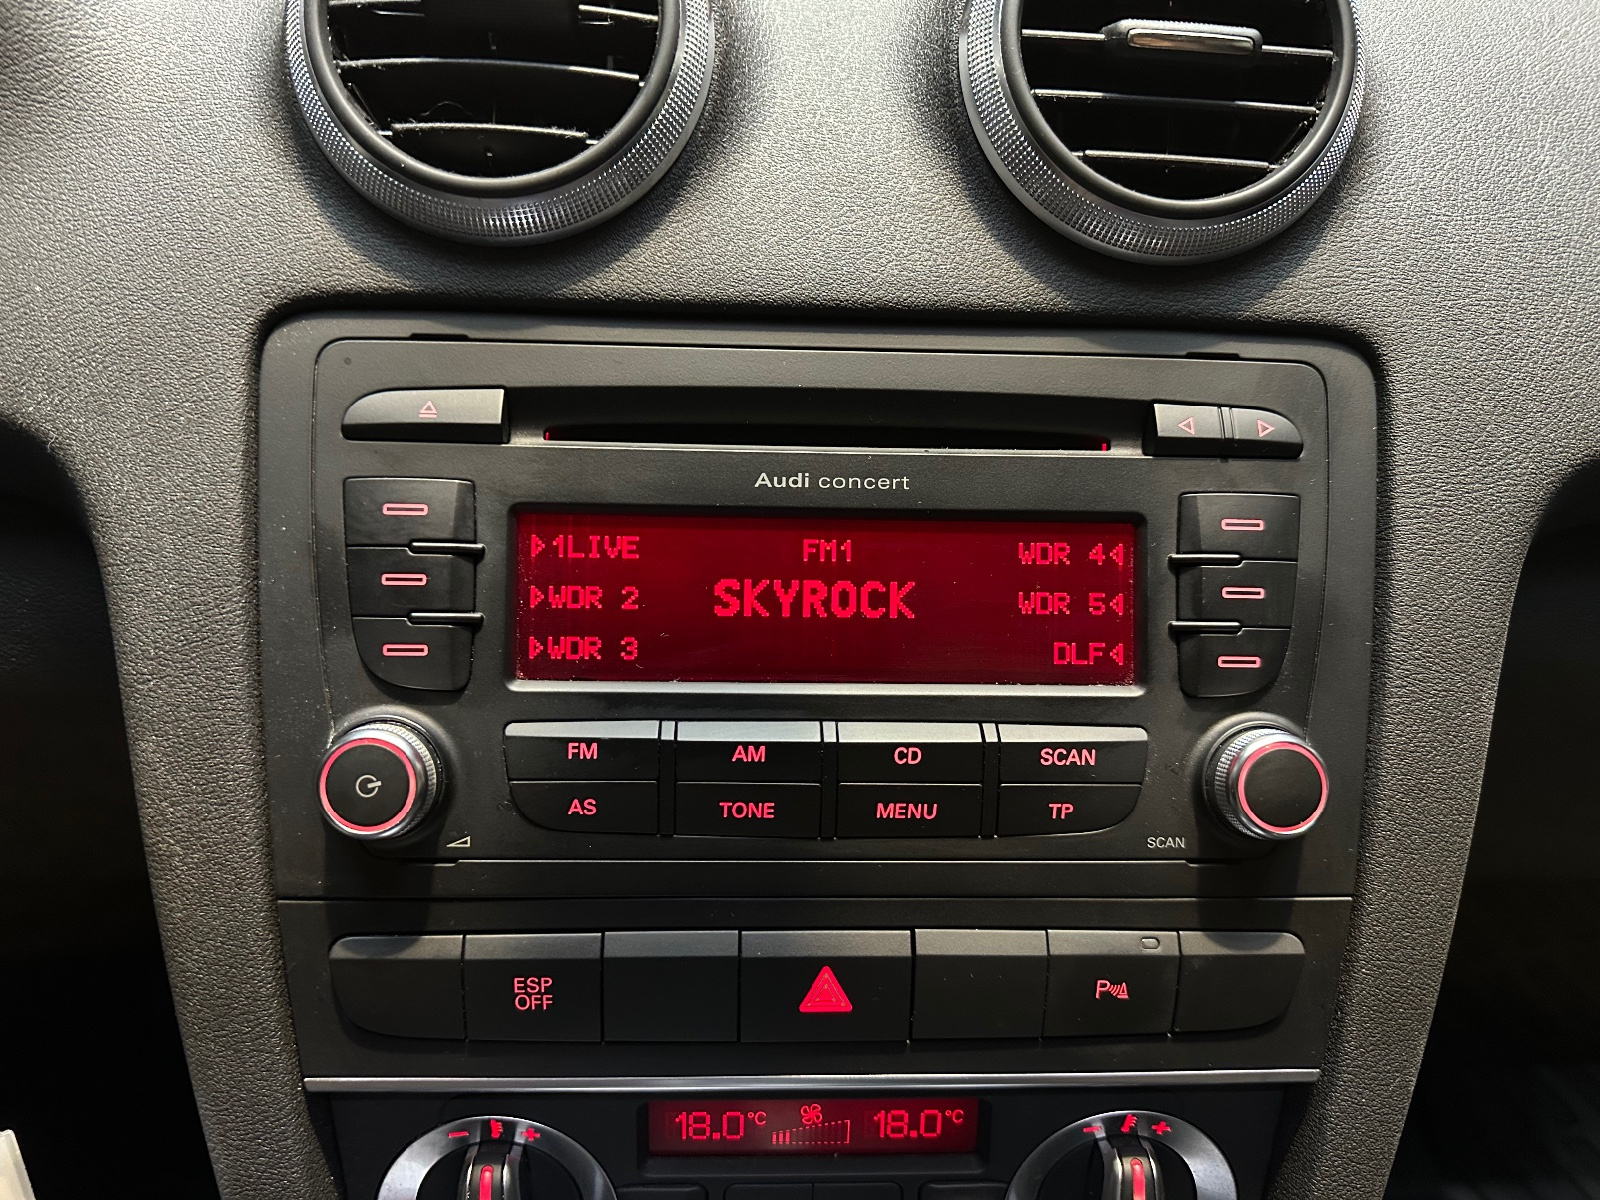 Audi concert
1LIVE FM1 WDR 4
WDR 2 SKYROCK WDR 5
WDR 3 DLF
FM AM CD SCAN
AS TONE MENU TP
SCAN
ESP
OFF
P
18.0°C 18.0°C
- + - +